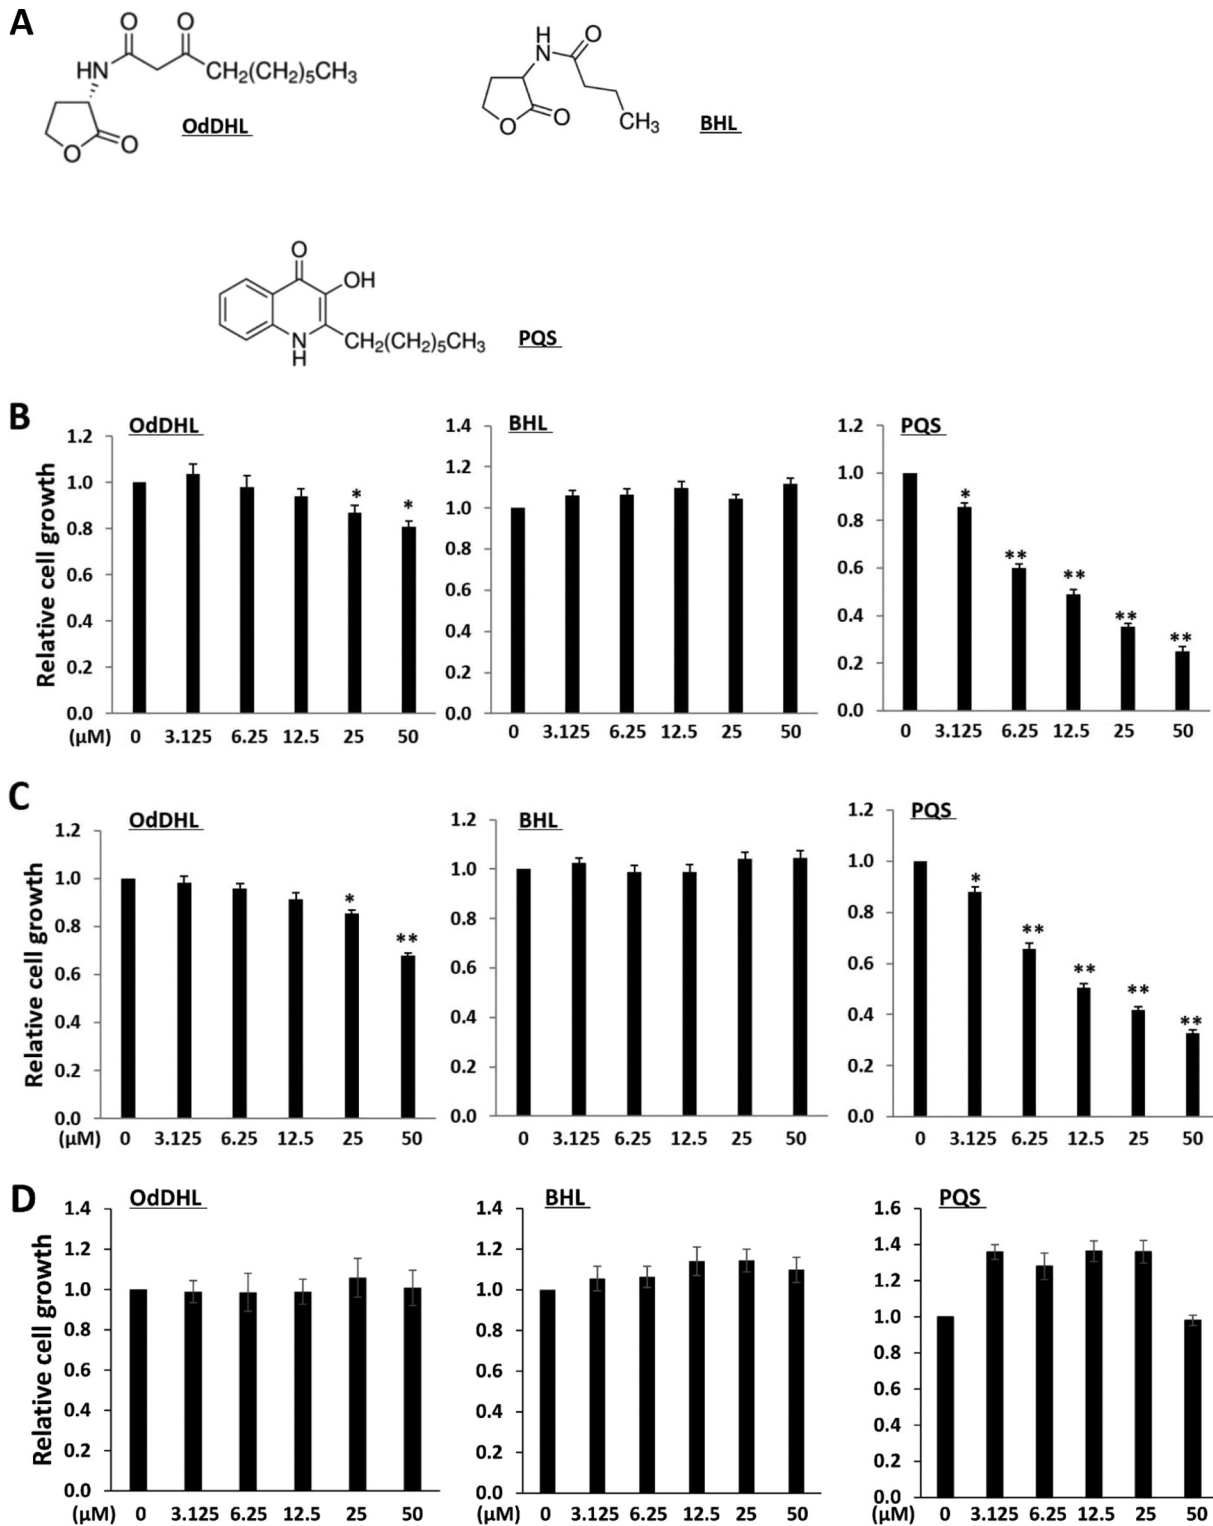 A
O O
HN CH2(CH2)5CH3
O O
OdDHL
H N O
O O CH3
BHL
O
OH
N H CH2(CH2)5CH3
PQS
B
OdDHL BHL PQS
Relative cell growth
1.2 1.0 0.8 0.6 0.4 0.2 0.0
* *
(µM) 0 3.125 6.25 12.5 25 50
1.4 1.2 1.0 0.8 0.6 0.4 0.2 0.0
0 3.125 6.25 12.5 25 50
1.2 1.0 0.8 0.6 0.4 0.2 0.0
* ** ** ** **
0 3.125 6.25 12.5 25 50
C
OdDHL BHL PQS
Relative cell growth
1.2 1.0 0.8 0.6 0.4 0.2 0.0
* **
(µM) 0 3.125 6.25 12.5 25 50
1.2 1.0 0.8 0.6 0.4 0.2 0.0
0 3.125 6.25 12.5 25 50
1.2 1.0 0.8 0.6 0.4 0.2 0.0
* ** ** ** **
0 3.125 6.25 12.5 25 50
D
OdDHL BHL PQS
Relative cell growth
1.4 1.2 1.0 0.8 0.6 0.4 0.2 0.0
(µM) 0 3.125 6.25 12.5 25 50
1.4 1.2 1.0 0.8 0.6 0.4 0.2 0.0
(µM) 0 3.125 6.25 12.5 25 50
1.6 1.4 1.2 1.0 0.8 0.6 0.4 0.2 0.0
(µM) 0 3.125 6.25 12.5 25 50